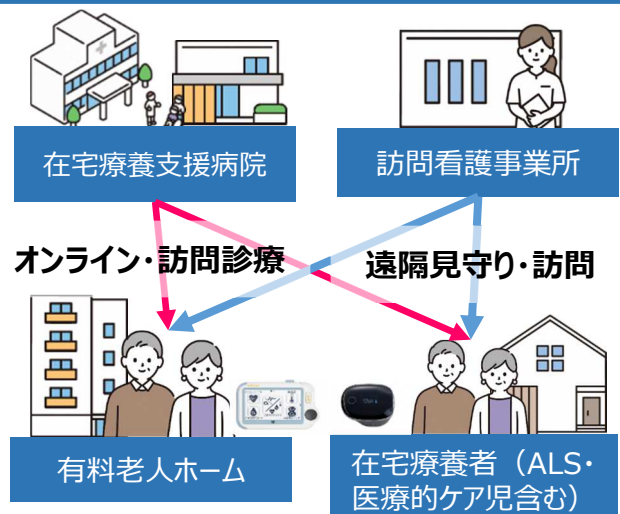 在宅療養支援病院
訪問看護事業所
オンライン・訪問診療
遠隔見守り・訪問
有料老人ホーム
在宅療養者（ALS・
医療的ケア児含む）